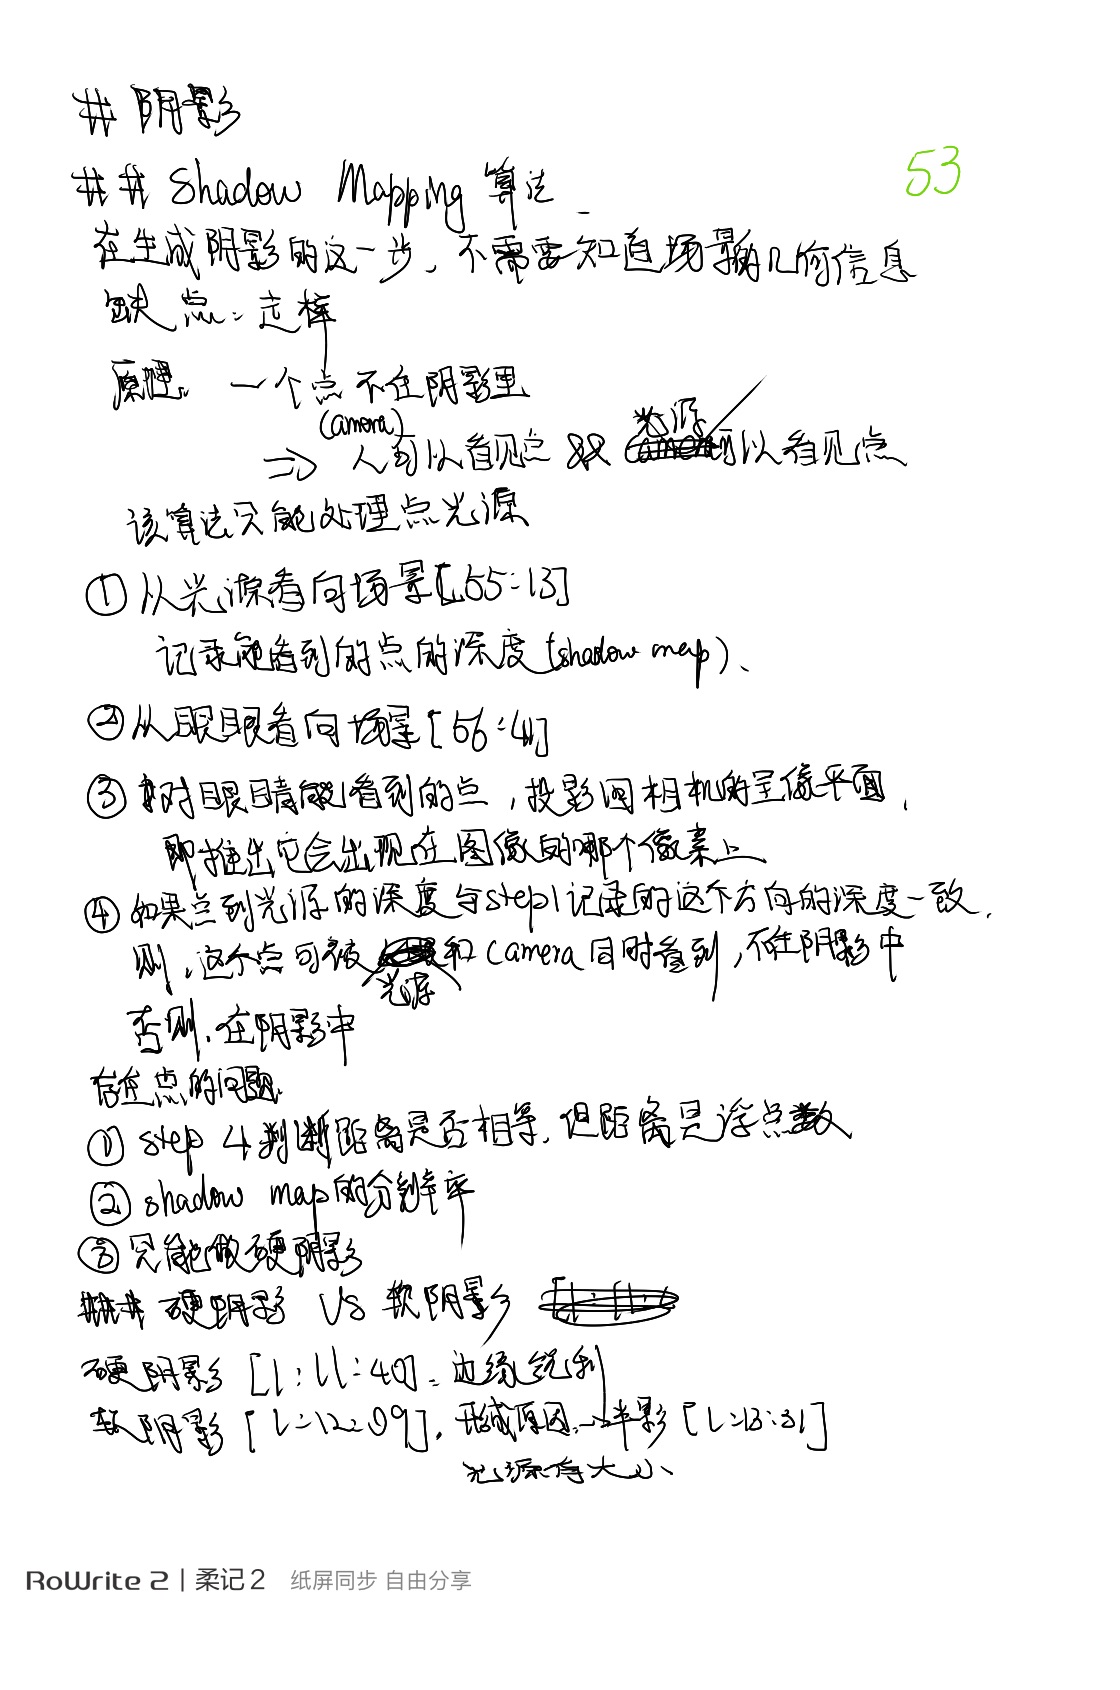 # 阴影
## Shadow Mapping 算法
53
在生成阴影的这一步，不需要知道场景的几何信息
缺点：走样
原理：一个点不在阴影里
(camera) 光源
=> 人可以看见点 && 可以看见点
该算法只能处理点光源
① 从光源看向场景[55:13]
记录能看到的点的深度(shadow map)、
② 从眼睛看向场景[56:41]
③ 对眼睛能看到的点，投影回相机的呈像平面，
即推出它会出现在图像的哪个像素上
④ 如果点到光源的深度与step1记录的这个方向的深度一致，
则，这个点可被光源和camera同时看到，不在阴影中
否则，在阴影中
存在点的问题
① step 4 判断距离是否相等，但距离是浮点数
② shadow map的分辨率
③ 只能做硬阴影
### 硬阴影 VS 软阴影
硬阴影 [1:11:40]：边缘锐利
软阴影 [1:12:09]，形成原因：半影 [1:13:31]
光源有大小
RoWrite 2 | 柔记2 纸屏同步 自由分享